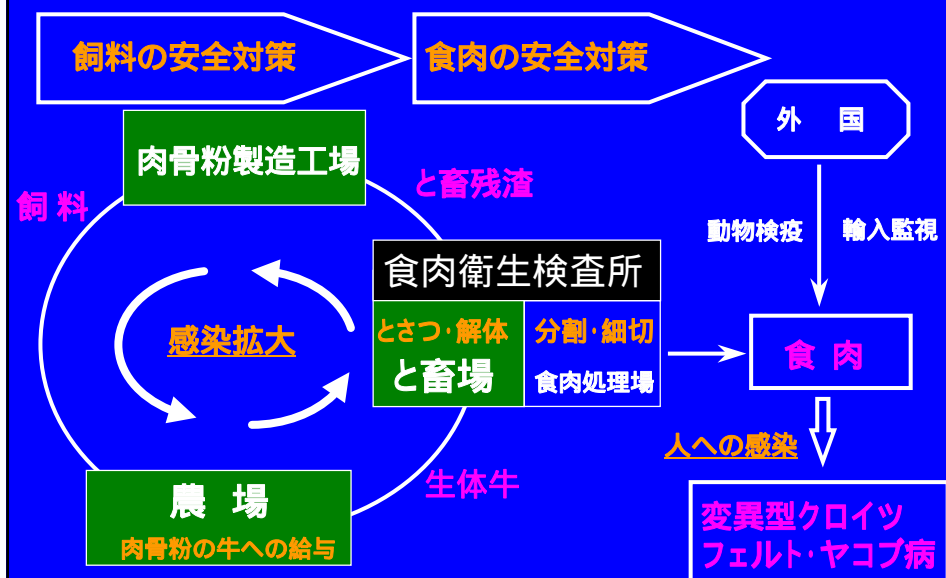 飼料の安全対策
食肉の安全対策
外 国
肉骨粉製造工場
と畜残渣
飼 料
動物検疫
輸入監視
食肉衛生検査所
感染拡大
とさつ・解体
と畜場
分割・細切
食肉処理場
食 肉
人への感染
生体牛
農 場
肉骨粉の牛への給与
変異型クロイツ
フェルト・ヤコブ病